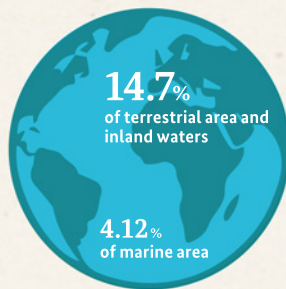 14.7%
of terrestrial area and
inland waters
4.12%
of marine area